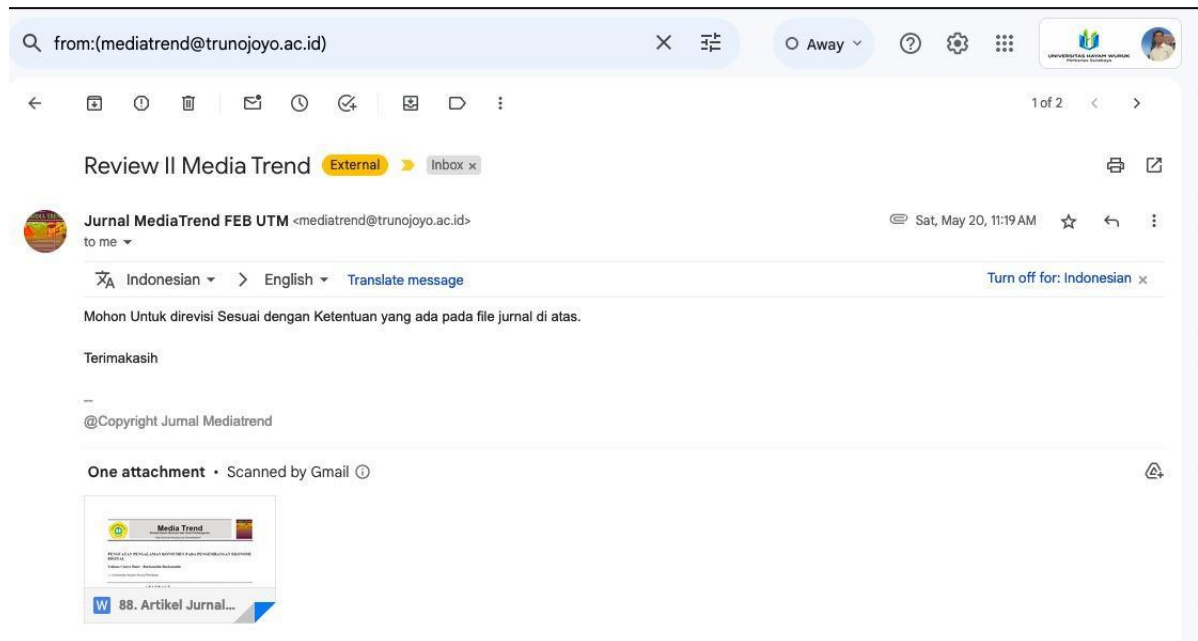 from:(mediatrend@trunojoyo.ac.id)
Away
UNIVERSITAS HAYAM WURUK
1 of 2
Review II Media Trend External Inbox ×
Jurnal MediaTrend FEB UTM <mediatrend@trunojoyo.ac.id>
Sat, May 20, 11:19 AM
to me
Indonesian > English Translate message
Turn off for: Indonesian ×
Mohon Untuk direvisi Sesuai dengan Ketentuan yang ada pada file jurnal di atas.
Terimakasih
--
@Copyright Jurnal Mediatrend
One attachment • Scanned by Gmail
Media Trend
W 88. Artikel Jurnal...